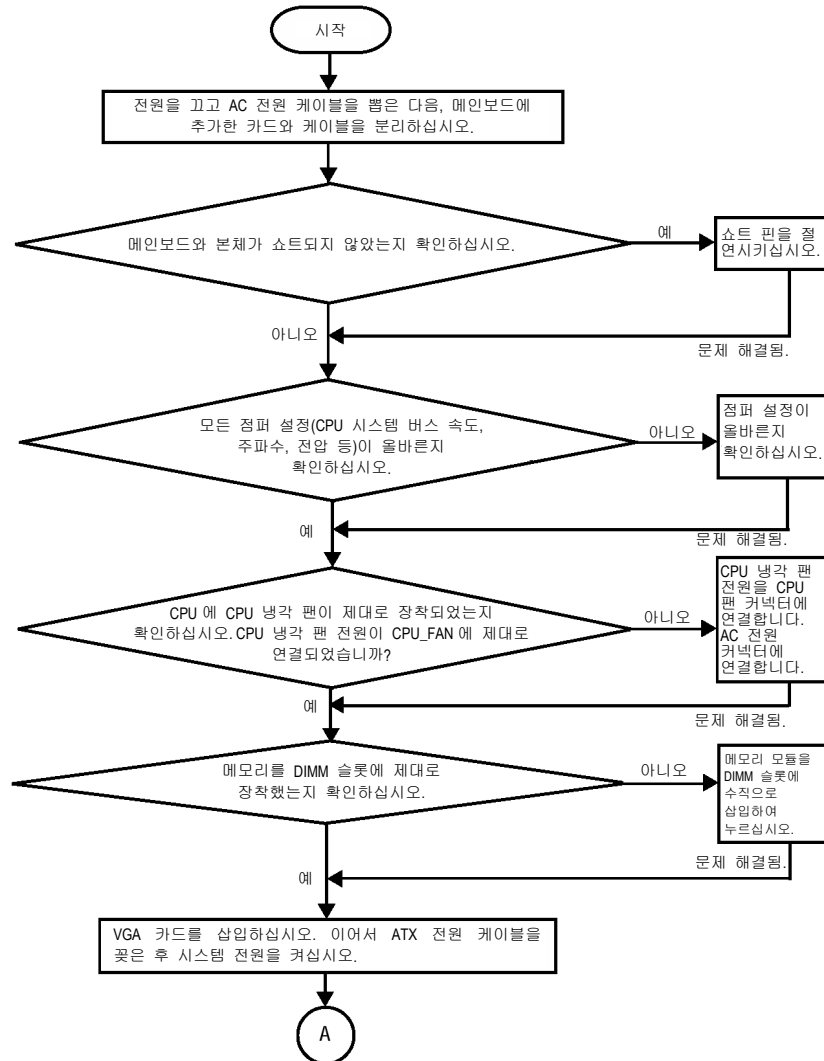 시작
전원을 끄고 AC 전원 케이블을 뽑은 다음, 메인보드에
추가한 카드와 케이블을 분리하십시오.
메인보드와 본체가 쇼트되지 않았는지 확인하십시오.
예
쇼트 핀을 절
연시키십시오.
아니오
문제 해결됨.
모든 점퍼 설정(CPU 시스템 버스 속도,
주파수, 전압 등)이 올바른지
확인하십시오.
아니오
점퍼 설정이
올바른지
확인하십시오.
예
문제 해결됨.
CPU 에 CPU 냉각 팬이 제대로 장착되었는지
확인하십시오. CPU 냉각 팬 전원이 CPU_FAN 에 제대로
연결되었습니까?
아니오
CPU 냉각 팬
전원을 CPU
팬 커넥터에
연결합니다.
AC 전원
커넥터에
연결합니다.
예
문제 해결됨.
메모리를 DIMM 슬롯에 제대로
장착했는지 확인하십시오.
아니오
메모리 모듈을
DIMM 슬롯에
수직으로
삽입하여
누르십시오.
예
문제 해결됨.
VGA 카드를 삽입하십시오. 이어서 ATX 전원 케이블을
꽂은 후 시스템 전원을 켜십시오.
A